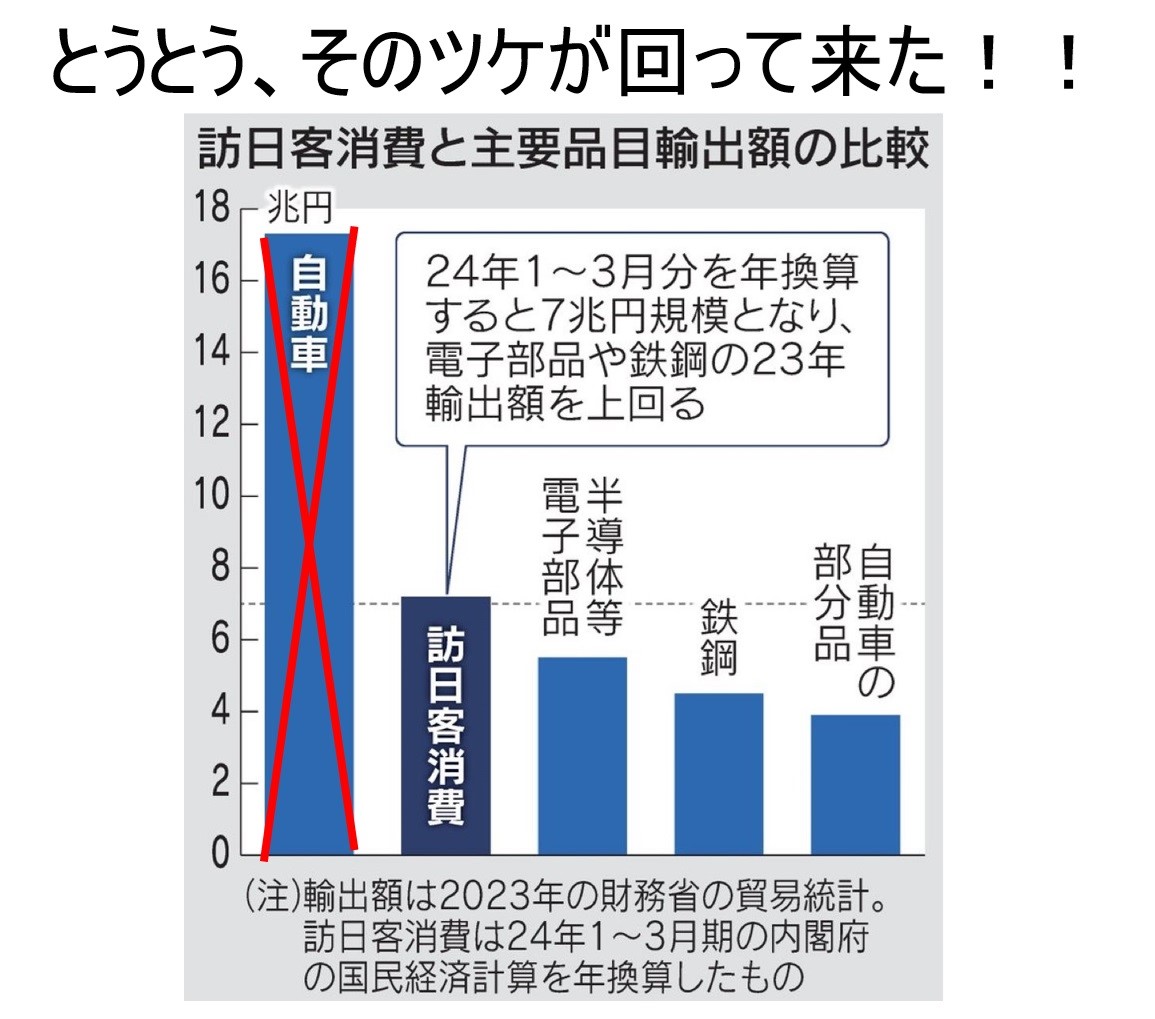 とうとう、そのツケが回って来た！！
訪日客消費と主要品目輸出額の比較
18
兆円
16
14
12
10
8
6
4
2
0
自動車
24年1～3月分を年換算
すると7兆円規模となり、
電子部品や鉄鋼の23年
輸出額を上回る
訪日客消費
半導体等
電子部品
鉄鋼
自動車の
部分品
(注)輸出額は2023年の財務省の貿易統計。
訪日客消費は24年1～3月期の内閣府
の国民経済計算を年換算したもの